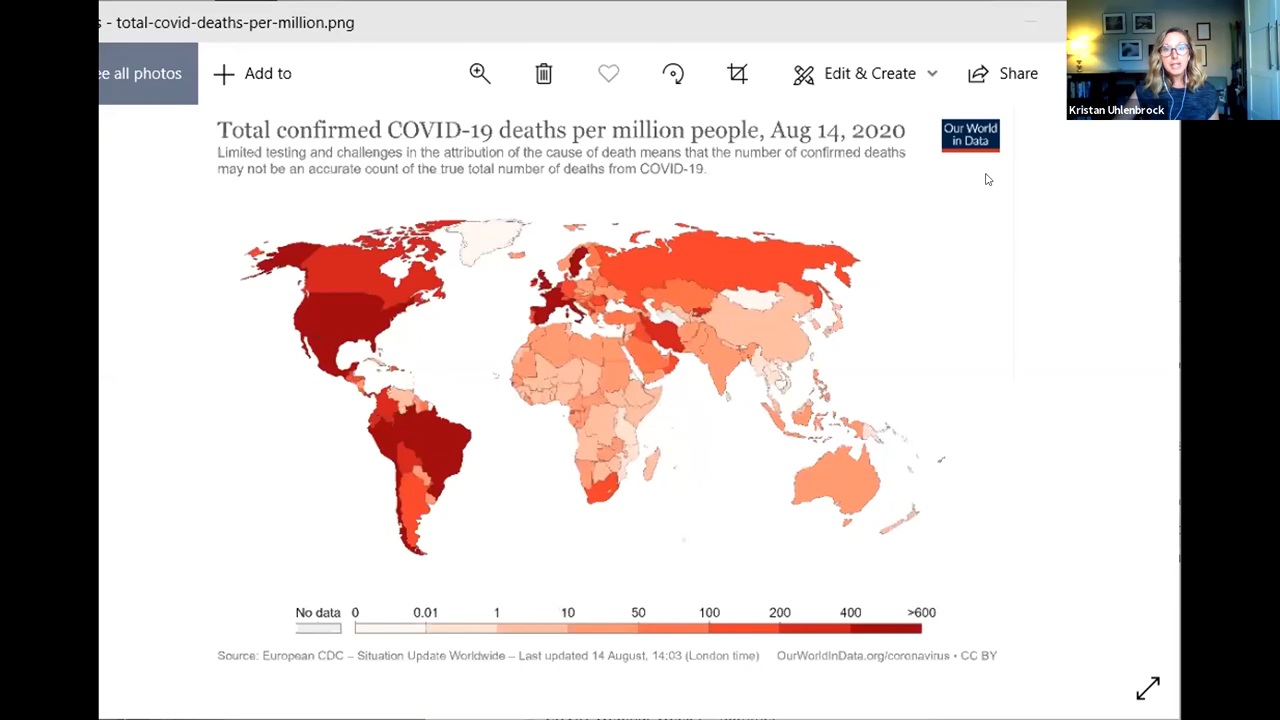 s - total-covid-deaths-per-million.png
ee all photos
Add to
Edit & Create
Share
Kristan Uhlenbrock
Total confirmed COVID-19 deaths per million people, Aug 14, 2020
Limited testing and challenges in the attribution of the cause of death means that the number of confirmed deaths
may not be an accurate count of the true total number of deaths from COVID-19.
Our World
in Data
No data 0 0.01 1 10 50 100 200 400 >600
Source: European CDC – Situation Update Worldwide – Last updated 14 August, 14:03 (London time) OurWorldInData.org/coronavirus • CC BY